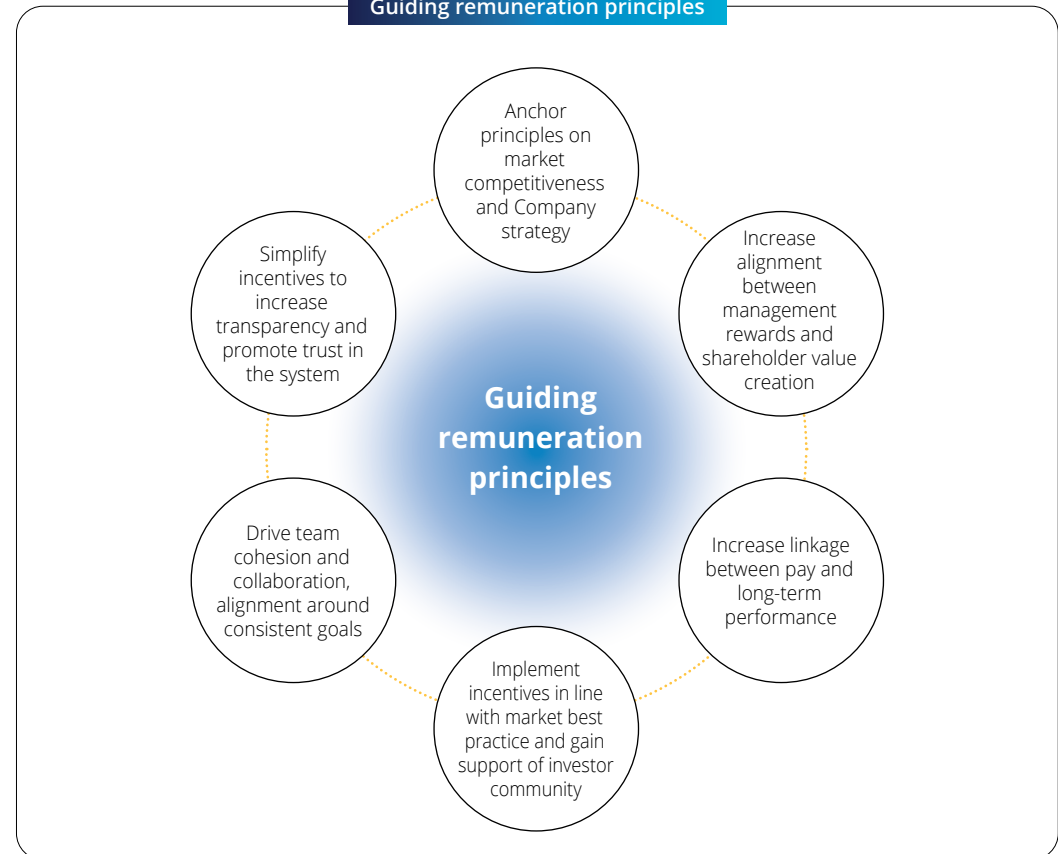 Guiding remuneration principles
Anchor
principles on
market
competitiveness
and Company
strategy
Increase
alignment
between
management
rewards and
shareholder value
creation
Increase linkage
between pay and
long-term
performance
Implement
incentives in line
with market best
practice and gain
support of investor
community
Drive team
cohesion and
collaboration,
alignment around
consistent goals
Simplify
incentives to
increase
transparency and
promote trust in
the system
Guiding
remuneration
principles